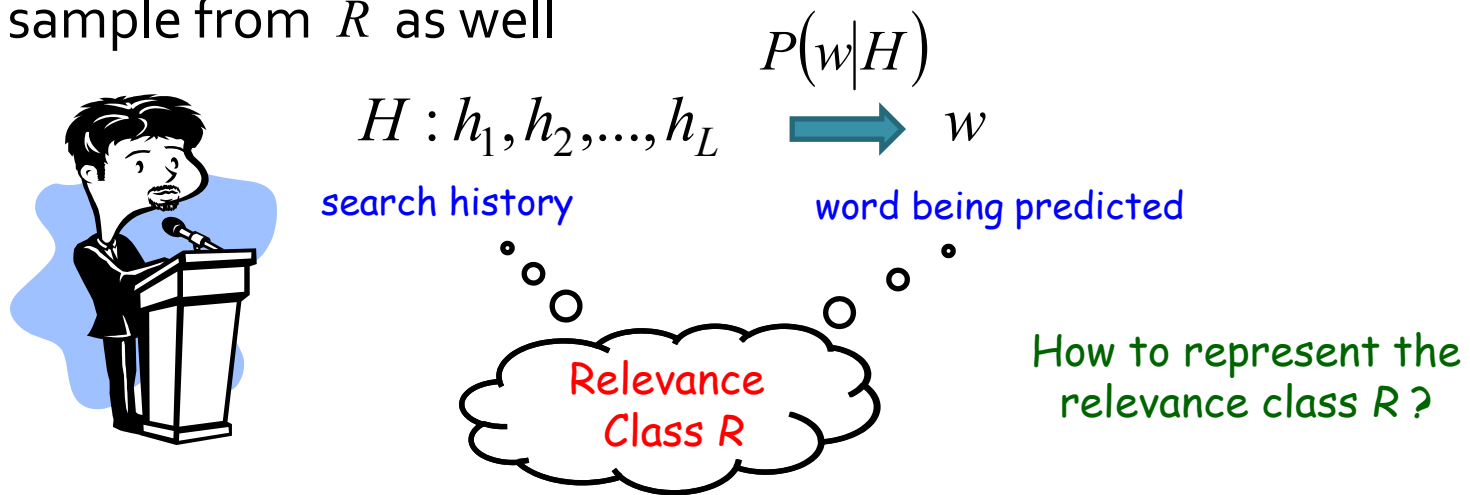 sample from R as well
P(w|H)
H : h₁, h₂,..., h_L w
search history word being predicted
Relevance
Class R
How to represent the
relevance class R ?